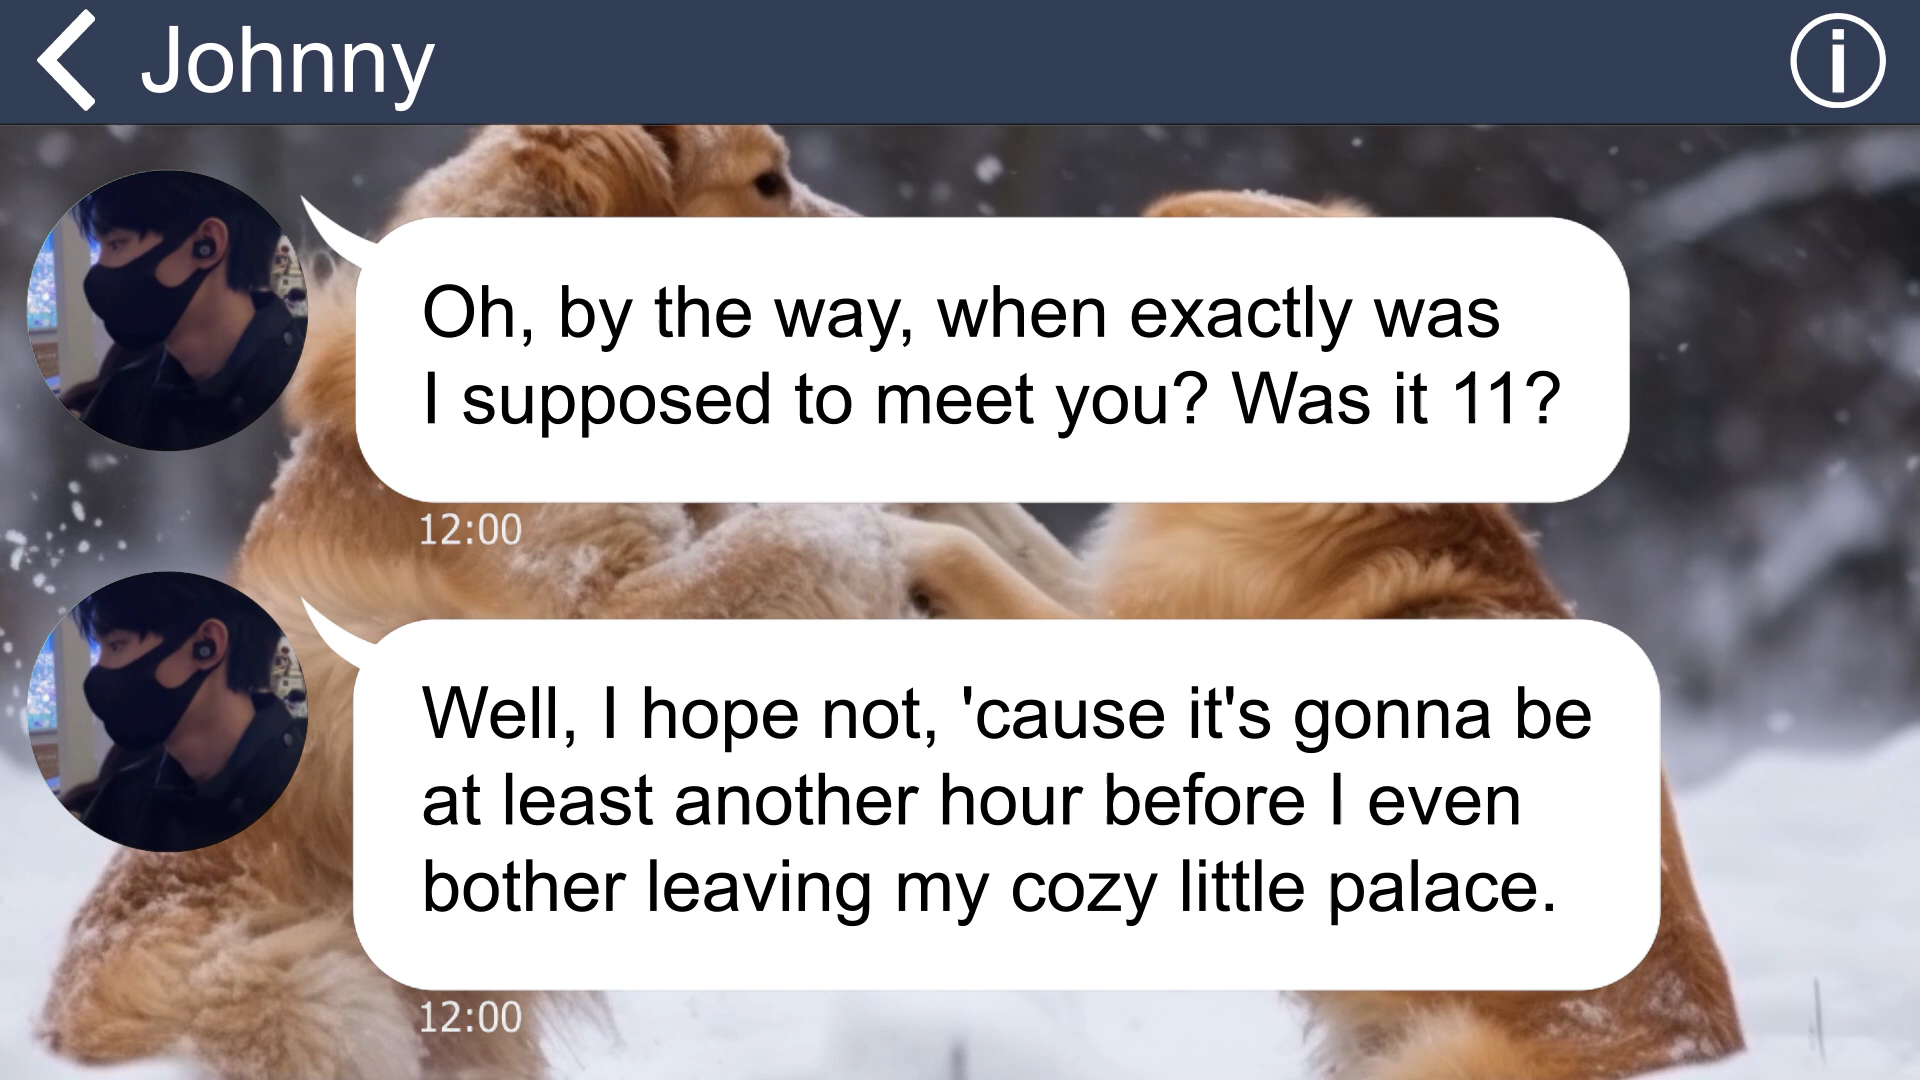 Johnny
Oh, by the way, when exactly was
I supposed to meet you? Was it 11?
12:00
Well, I hope not, 'cause it's gonna be
at least another hour before I even
bother leaving my cozy little palace.
12:00